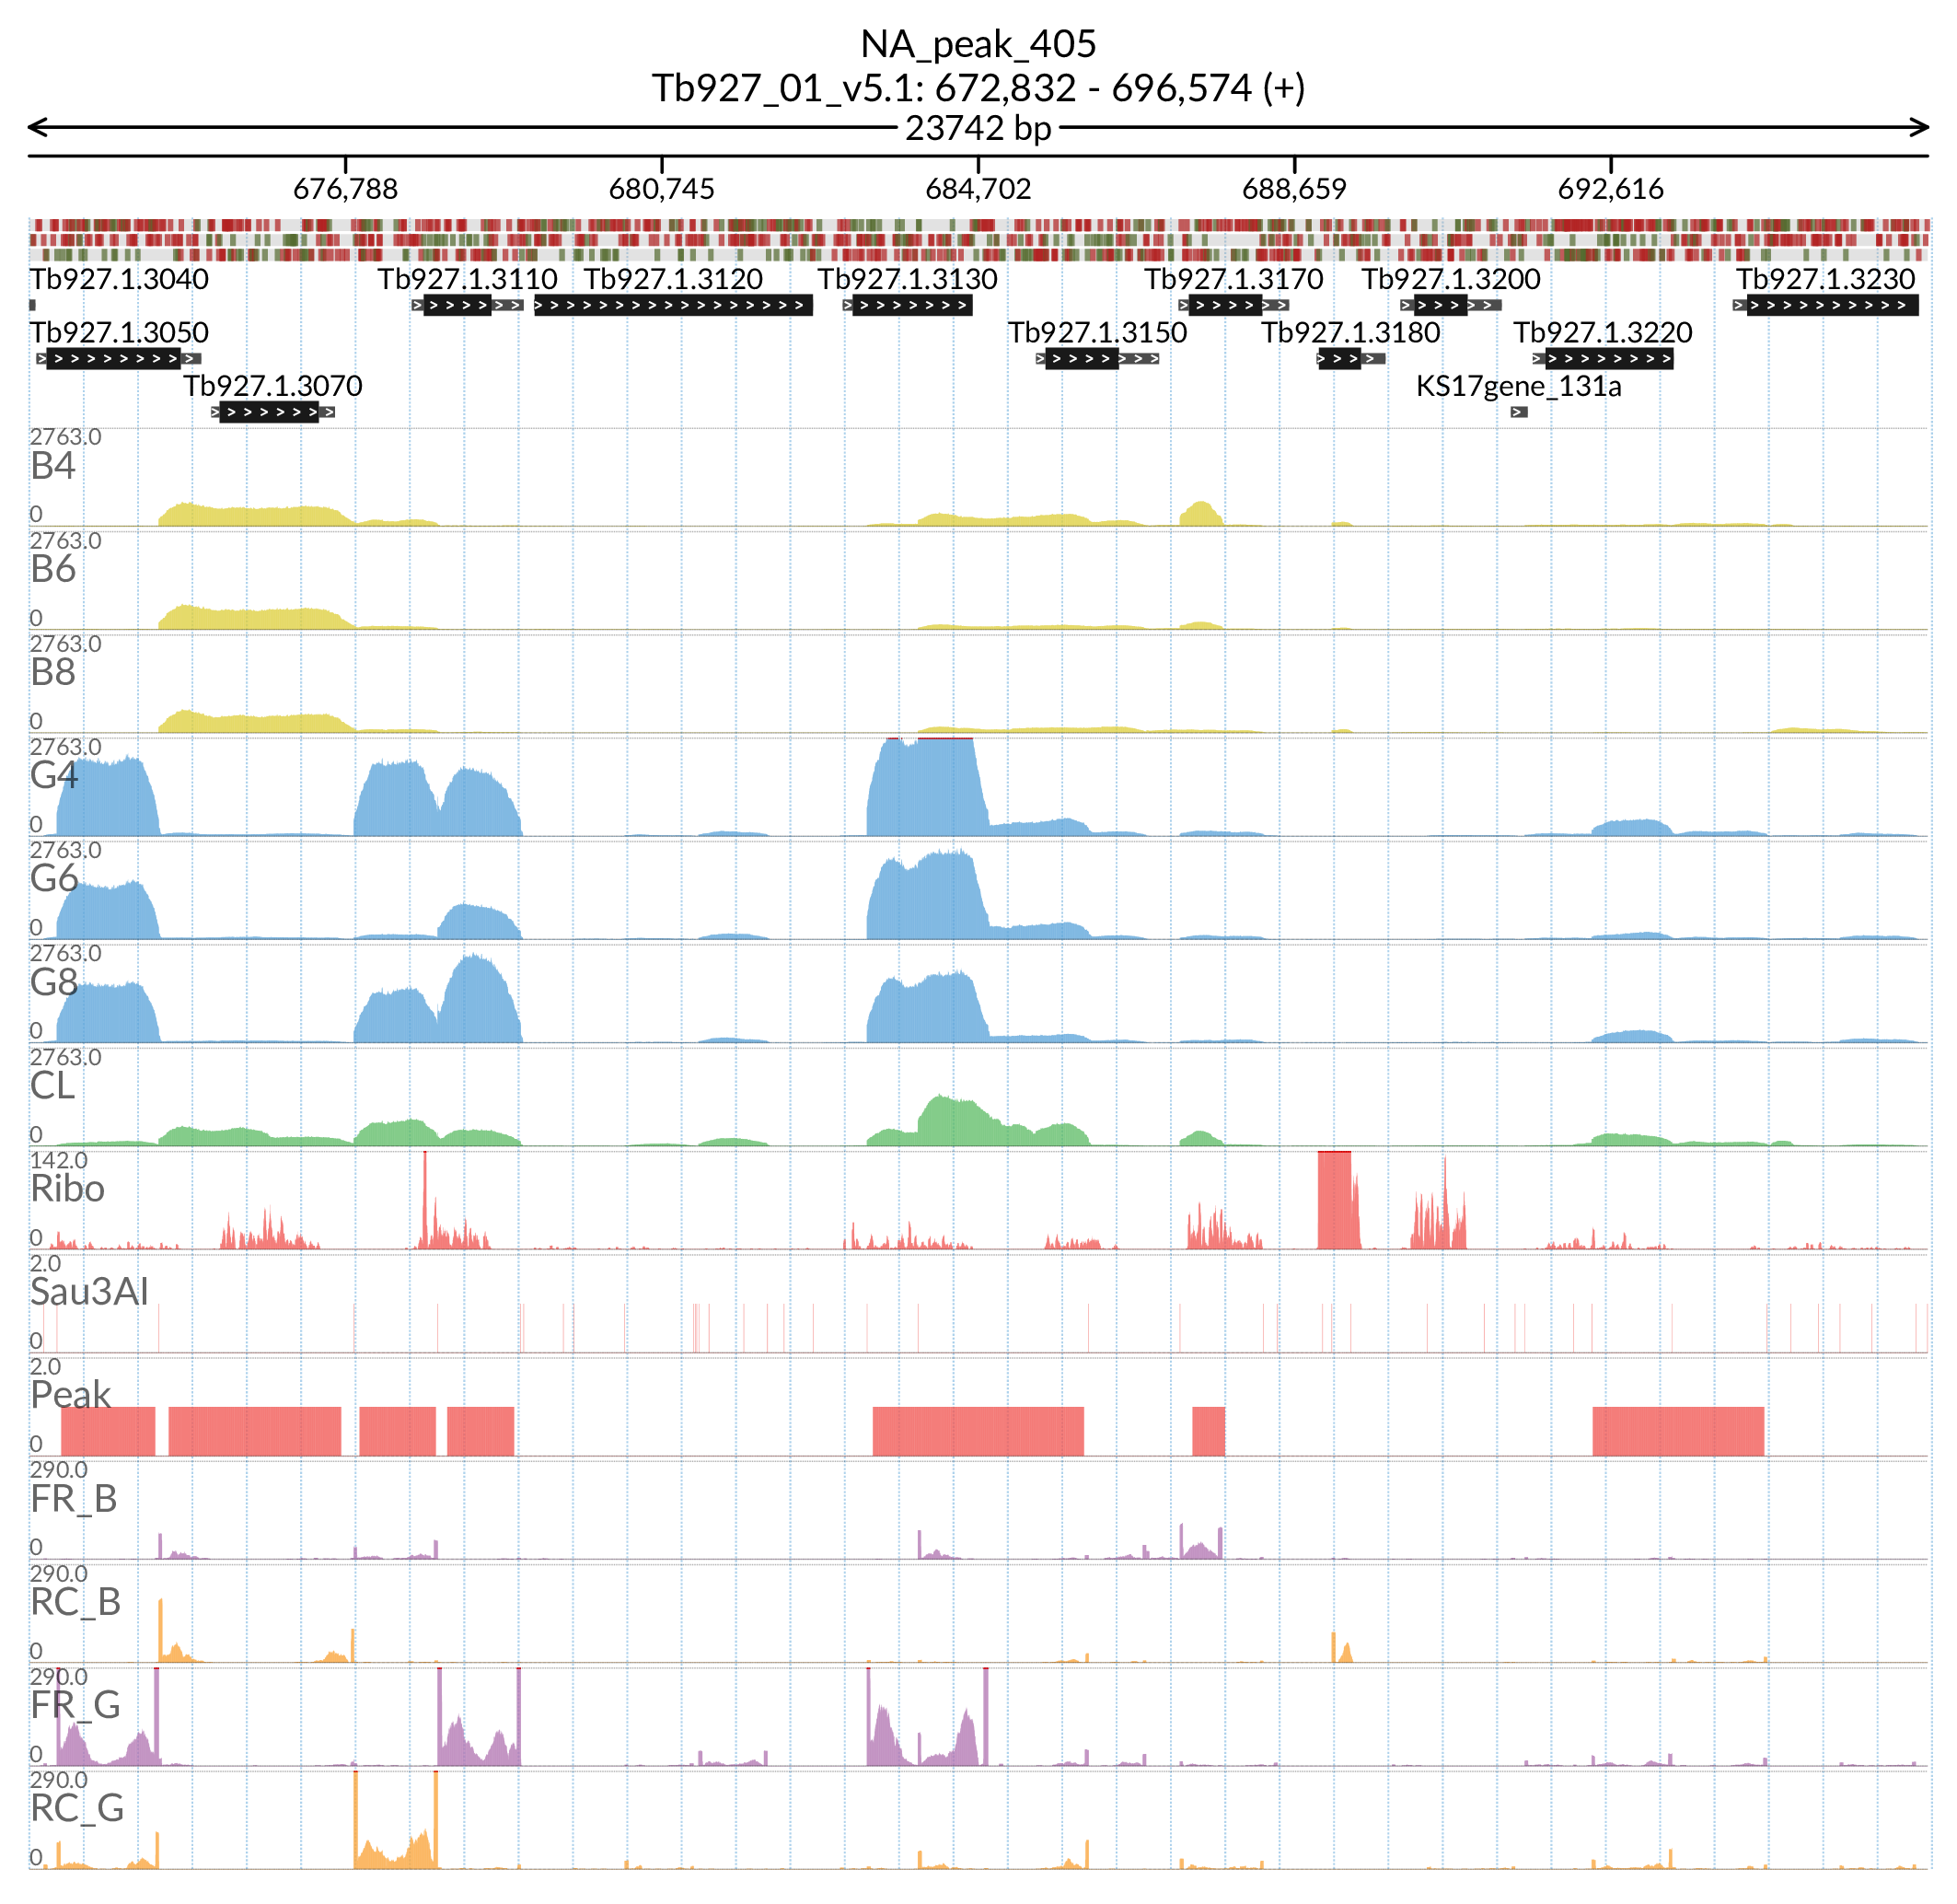 NA_peak_405
Tb927_01_v5.1: 672,832 - 696,574 (+)
23742 bp
676,788 680,745 684,702 688,659 692,616
Tb927.1.3040 Tb927.1.3110 Tb927.1.3120 Tb927.1.3130 Tb927.1.3170 Tb927.1.3200 Tb927.1.3230
Tb927.1.3050 Tb927.1.3150 Tb927.1.3180 Tb927.1.3220
Tb927.1.3070 KS17gene_131a
2763.0
B4
0
2763.0
B6
0
2763.0
B8
0
2763.0
G4
0
2763.0
G6
0
2763.0
G8
0
2763.0
CL
0
142.0
Ribo
0
2.0
Sau3AI
0
2.0
Peak
0
290.0
FR_B
0
290.0
RC_B
0
290.0
FR_G
0
290.0
RC_G
0